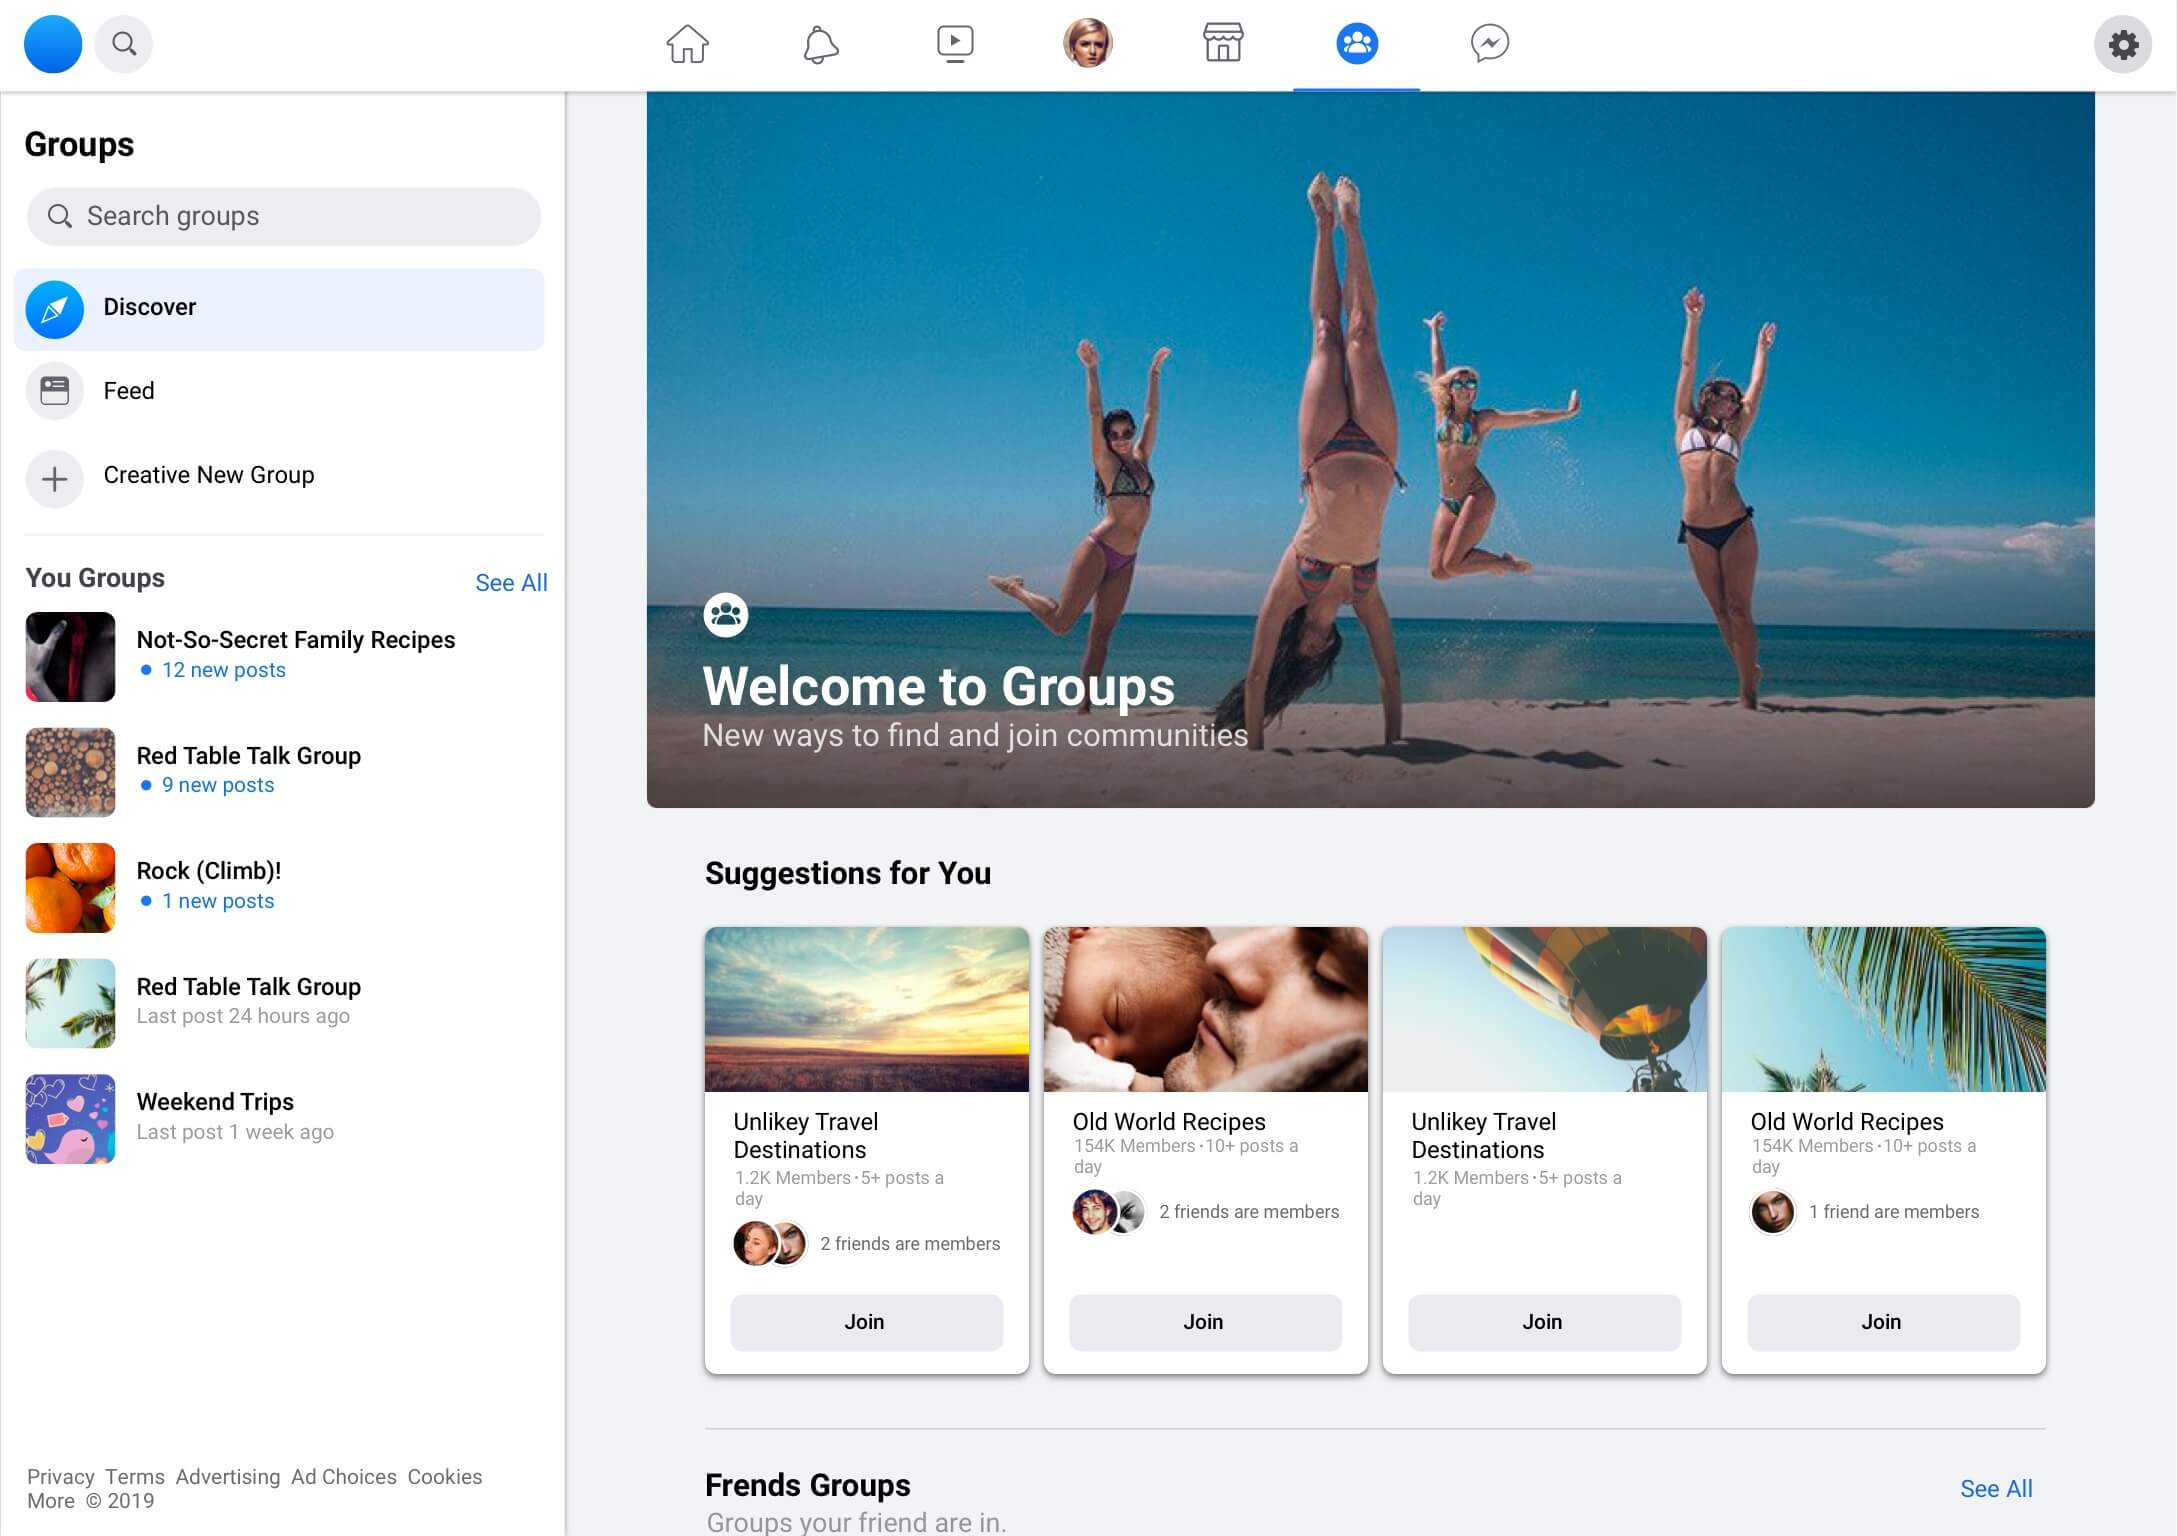 Groups
Search groups
Discover
Feed
Creative New Group
You Groups
See All
Not-So-Secret Family Recipes
12 new posts
Red Table Talk Group
9 new posts
Rock (Climb)!
1 new posts
Red Table Talk Group
Last post 24 hours ago
Weekend Trips
Last post 1 week ago
Privacy Terms Advertising Ad Choices Cookies
More © 2019
Welcome to Groups
New ways to find and join communities
Suggestions for You
Unlikey Travel
Destinations
1.2K Members · 5+ posts a
day
2 friends are members
Join
Old World Recipes
154K Members · 10+ posts a
day
2 friends are members
Join
Unlikey Travel
Destinations
1.2K Members · 5+ posts a
day
Join
Old World Recipes
154K Members · 10+ posts a
day
1 friend are members
Join
Frends Groups
See All
Groups your friend are in.